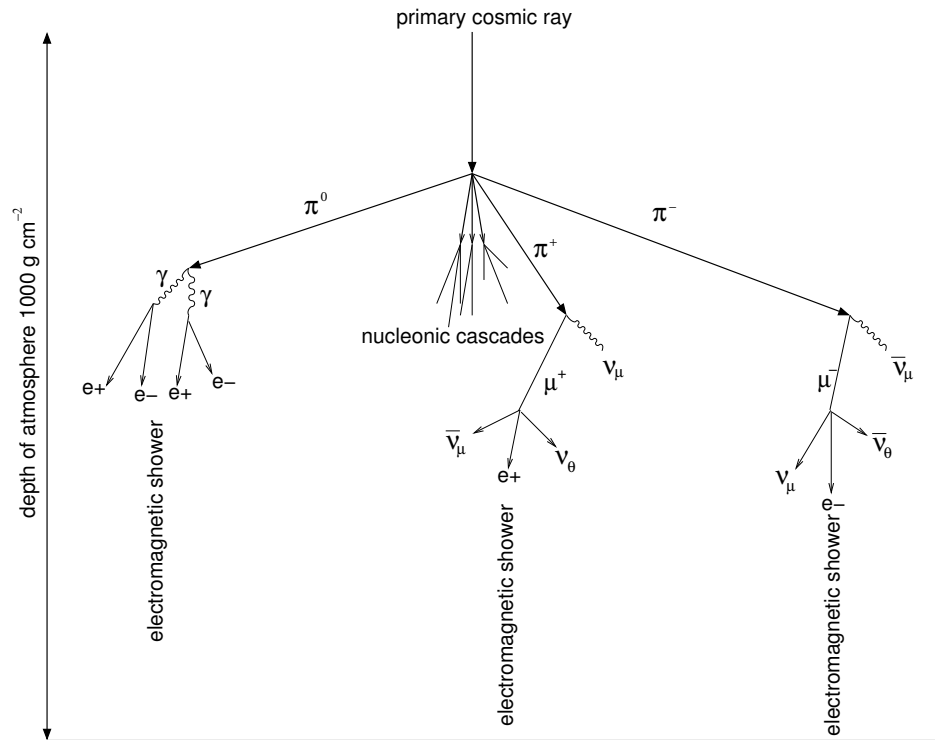 primary cosmic ray
depth of atmosphere 1000 g cm⁻²
π⁰
π⁺
π⁻
γ
γ
nucleonic cascades
e+
e−
e+
e−
electromagnetic shower
ν_μ
μ⁺
ν̅_μ
e+
ν_θ
electromagnetic shower
ν̅_μ
μ⁻
ν_μ
e−
ν̅_θ
electromagnetic shower